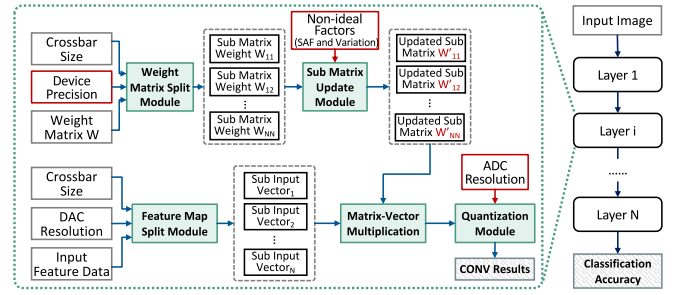 Crossbar
Size
Device
Precision
Weight
Matrix W
Weight
Matrix Split
Module
Sub Matrix
Weight W11
Sub Matrix
Weight W12
⋮
Sub Matrix
Weight WNN
Non-ideal
Factors
(SAF and Variation)
Sub Matrix
Update
Module
Updated Sub
Matrix W'11
Updated Sub
Matrix W'12
⋮
Updated Sub
Matrix W'NN
Crossbar
Size
DAC
Resolution
Input
Feature Data
Feature Map
Split Module
Sub Input
Vector1
Sub Input
Vector2
⋮
Sub Input
VectorN
Matrix-Vector
Multiplication
ADC
Resolution
Quantization
Module
CONV Results
Input Image
Layer 1
Layer i
......
Layer N
Classification
Accuracy